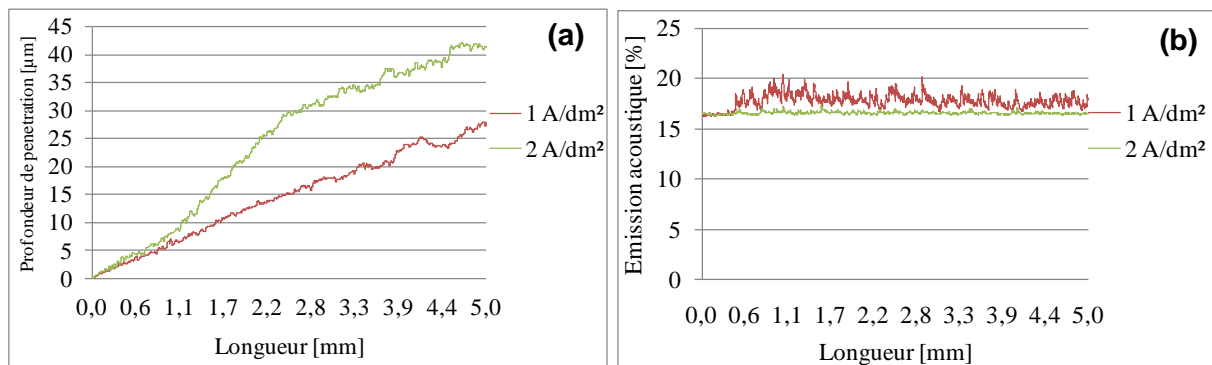 (a)
Profondeur de penetration [µm]
45
40
35
30
25
20
15
10
5
0
0,0 0,6 1,1 1,7 2,2 2,8 3,3 3,9 4,4 5,0
Longueur [mm]
1 A/dm²
2 A/dm²
(b)
Emission acoustique [%]
25
20
15
10
5
0
0,0 0,6 1,1 1,7 2,2 2,8 3,3 3,9 4,4 5,0
Longueur [mm]
1 A/dm²
2 A/dm²